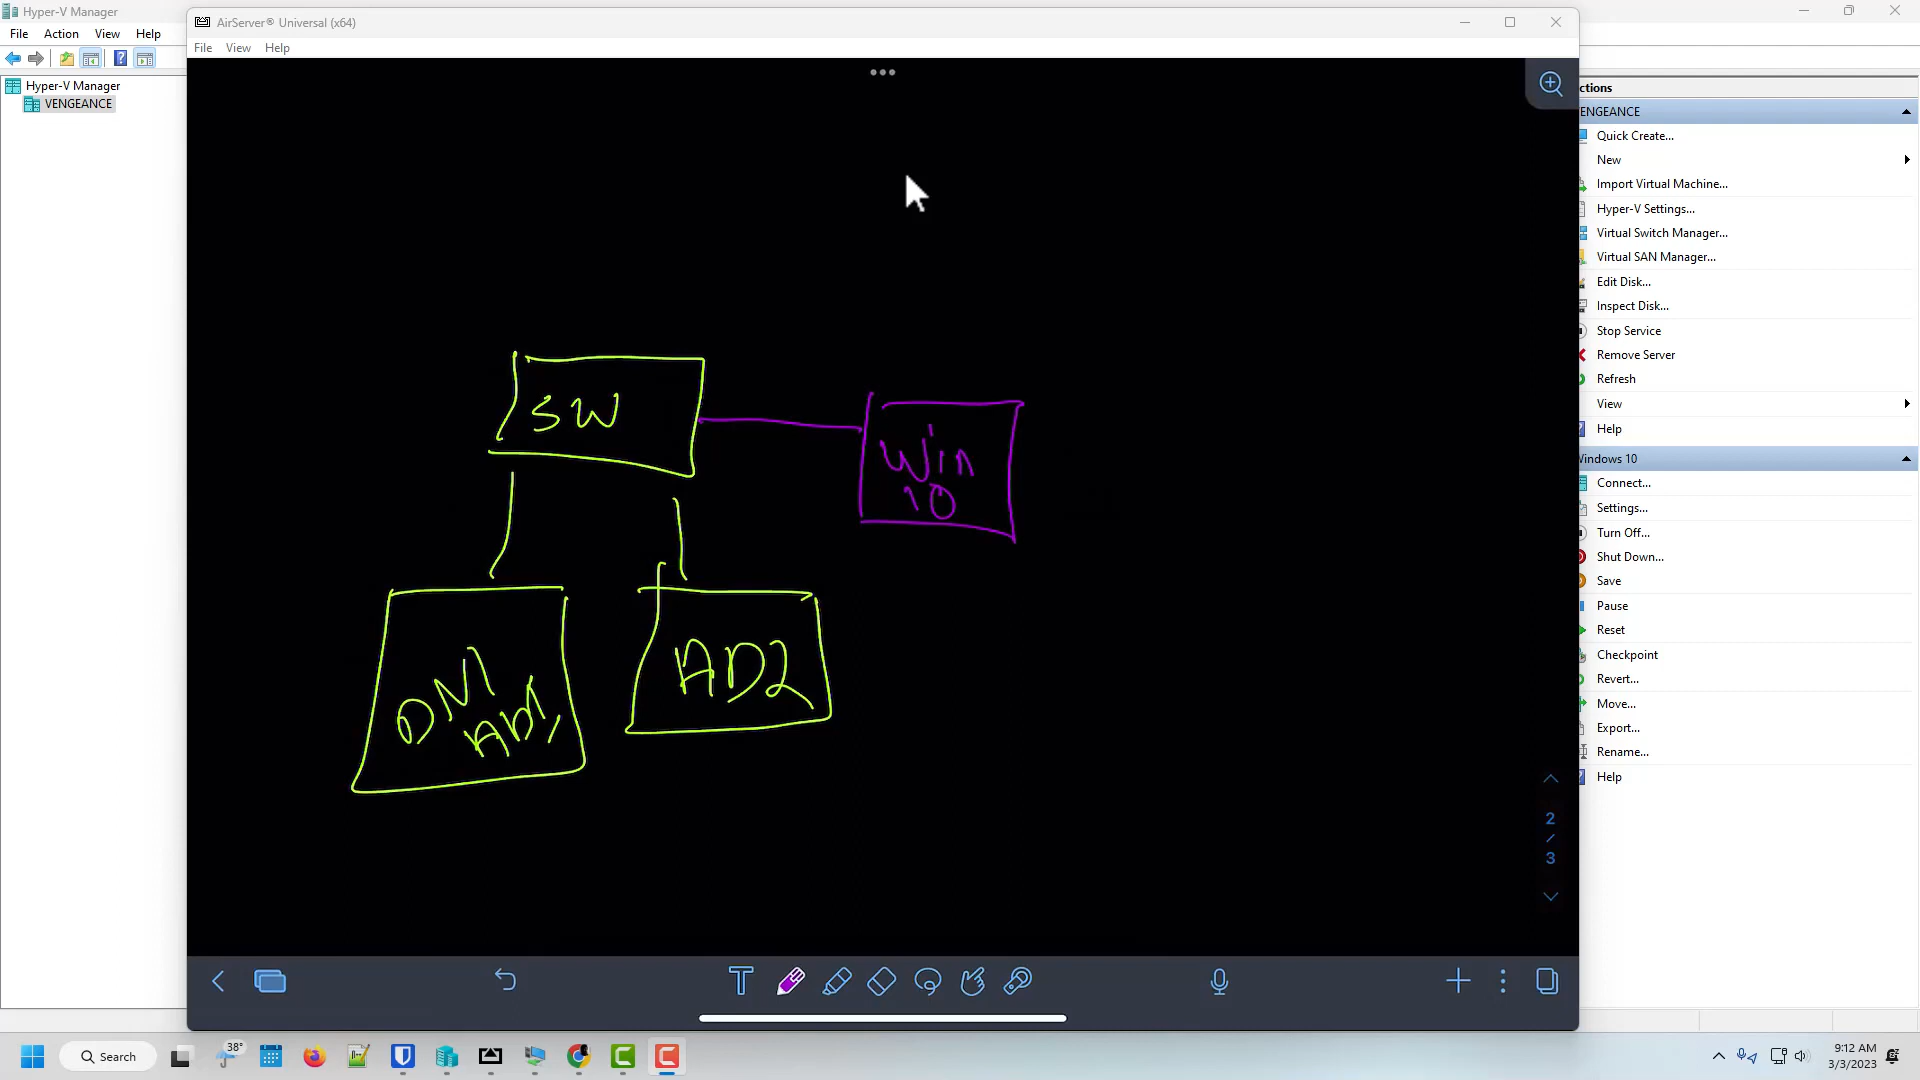 Hyper-V Manager
File Action View Help
Hyper-V Manager
VENGEANCE
AirServer® Universal (x64)
File View Help
SW
Win
10
AD2
2
/
3
ctions
ENGEANCE
Quick Create...
New
Import Virtual Machine...
Hyper-V Settings...
Virtual Switch Manager...
Virtual SAN Manager...
Edit Disk...
Inspect Disk...
Stop Service
Remove Server
Refresh
View
Help
Windows 10
Connect...
Settings...
Turn Off...
Shut Down...
Save
Pause
Reset
Checkpoint
Revert...
Move...
Export...
Rename...
Help
Search
38°
9:12 AM
3/3/2023